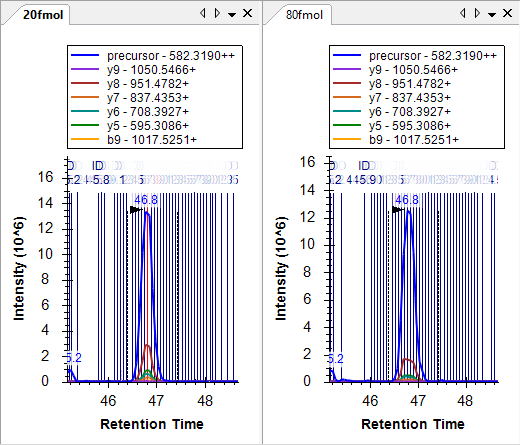 20fmol
precursor - 582.3190++
y9 - 1050.5466+
y8 - 951.4782+
y7 - 837.4353+
y6 - 708.3927+
y5 - 595.3086+
b9 - 1017.5251+
ID
16
14
12
10
8
6
4
2
0
46.8
5.2
46
47
48
Intensity (10^6)
Retention Time
80fmol
precursor - 582.3190++
y9 - 1050.5466+
y8 - 951.4782+
y7 - 837.4353+
y6 - 708.3927+
y5 - 595.3086+
b9 - 1017.5251+
ID
16
14
12
10
8
6
4
2
0
46.8
5.2
46
47
48
Intensity (10^6)
Retention Time